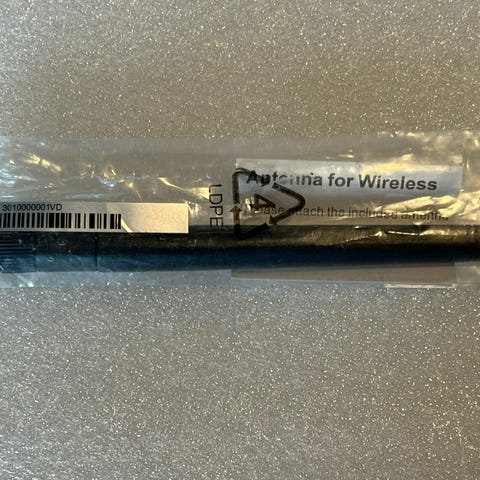 3010000001VD
LDPE
4
Antenna for Wireless
Please attach the included antenna